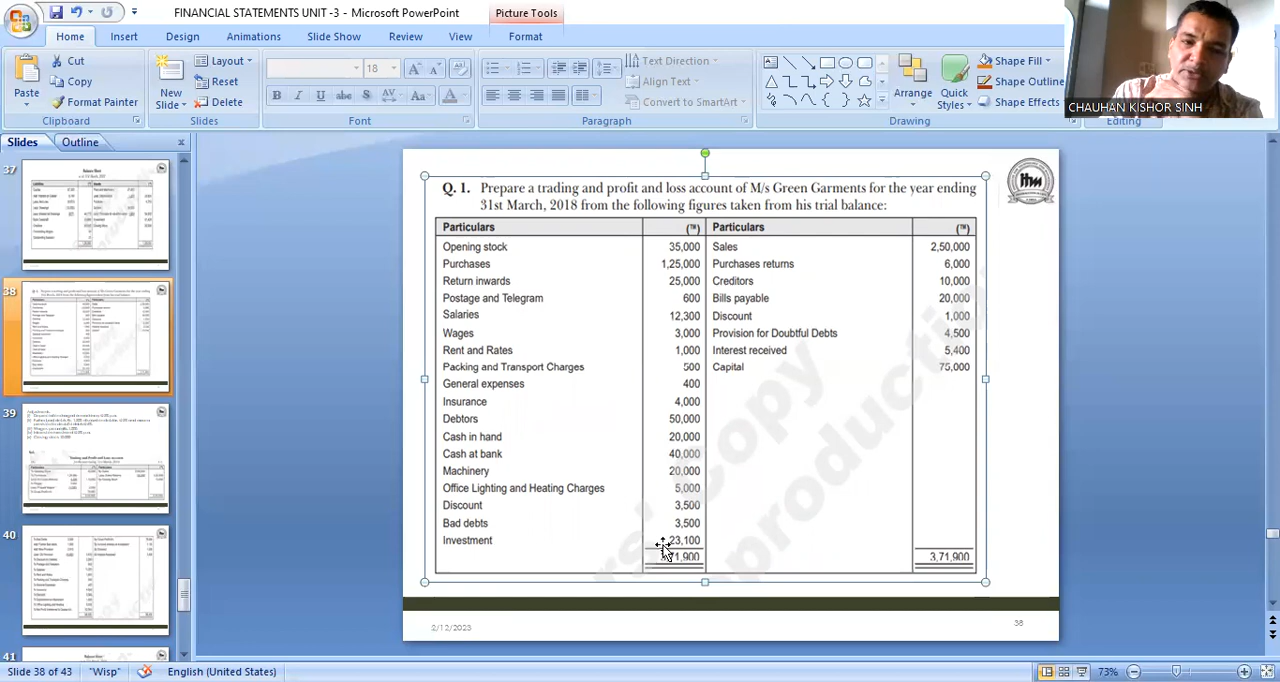 FINANCIAL STATEMENTS UNIT -3 - Microsoft PowerPoint
Picture Tools
Home Insert Design Animations Slide Show Review View Format
Paste
Cut
Copy
Format Painter
Clipboard
New Slide
Layout
Reset
Delete
Slides
18
Font
Text Direction
Align Text
Convert to SmartArt
Paragraph
Arrange
Quick Styles
Shape Fill
Shape Outline
Shape Effects
Drawing
Editing
CHAUHAN KISHOR SINH
Slides Outline
37
38
39
40
41
Q. 1. Prepare a trading and profit and loss account of M/s Green Garments for the year ending
31st March, 2018 from the following figures taken from his trial balance:
Particulars (™) Particulars (™)
Opening stock 35,000 Sales 2,50,000
Purchases 1,25,000 Purchases returns 6,000
Return inwards 25,000 Creditors 10,000
Postage and Telegram 600 Bills payable 20,000
Salaries 12,300 Discount 1,000
Wages 3,000 Provision for Doubtful Debts 4,500
Rent and Rates 1,000 Interest received 5,400
Packing and Transport Charges 500 Capital 75,000
General expenses 400
Insurance 4,000
Debtors 50,000
Cash in hand 20,000
Cash at bank 40,000
Machinery 20,000
Office Lighting and Heating Charges 5,000
Discount 3,500
Bad debts 3,500
Investment 23,100
71,900 3,71,900
2/12/2023 38
Slide 38 of 43 "Wisp" English (United States) 73%